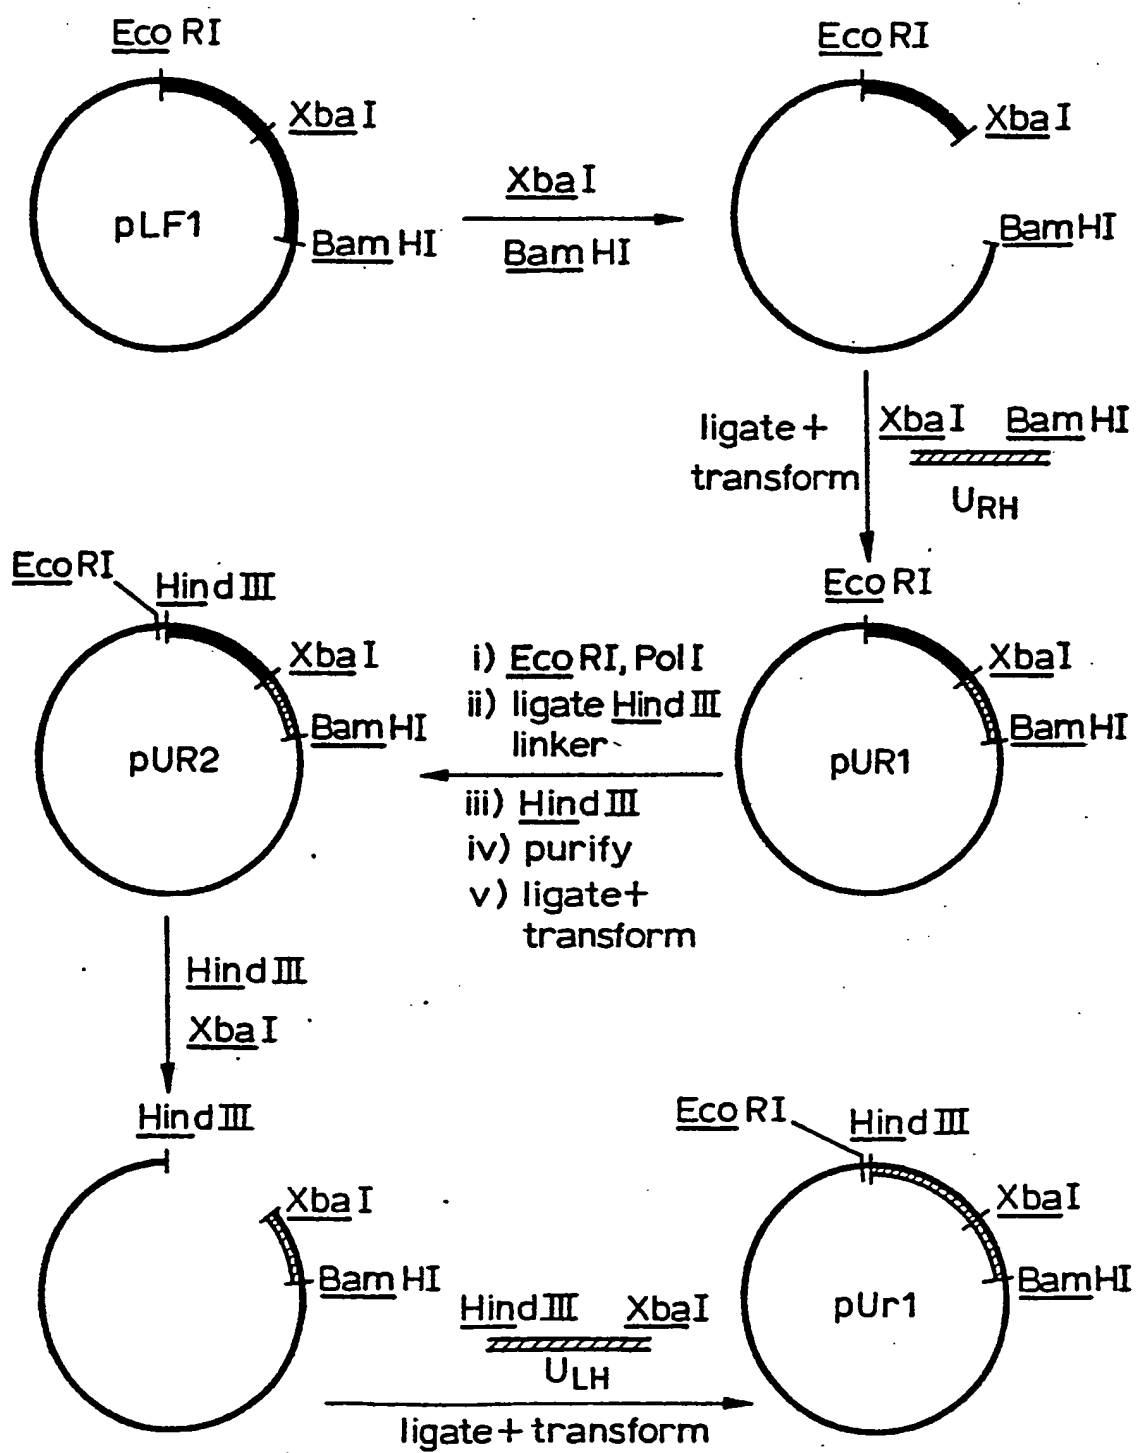 Eco RI
Xba I
pLF1
Bam HI
Xba I
Bam HI
Eco RI
Xba I
Bam HI
ligate +
transform
Xba I Bam HI
URH
Eco RI
Xba I
Bam HI
pUR1
i) Eco RI, Pol I
ii) ligate Hind III
linker
iii) Hind III
iv) purify
v) ligate +
transform
Eco RI
Hind III
Xba I
Bam HI
pUR2
Hind III
Xba I
Hind III
Xba I
Bam HI
Hind III Xba I
ULH
ligate + transform
Eco RI
Hind III
Xba I
Bam HI
pUr1